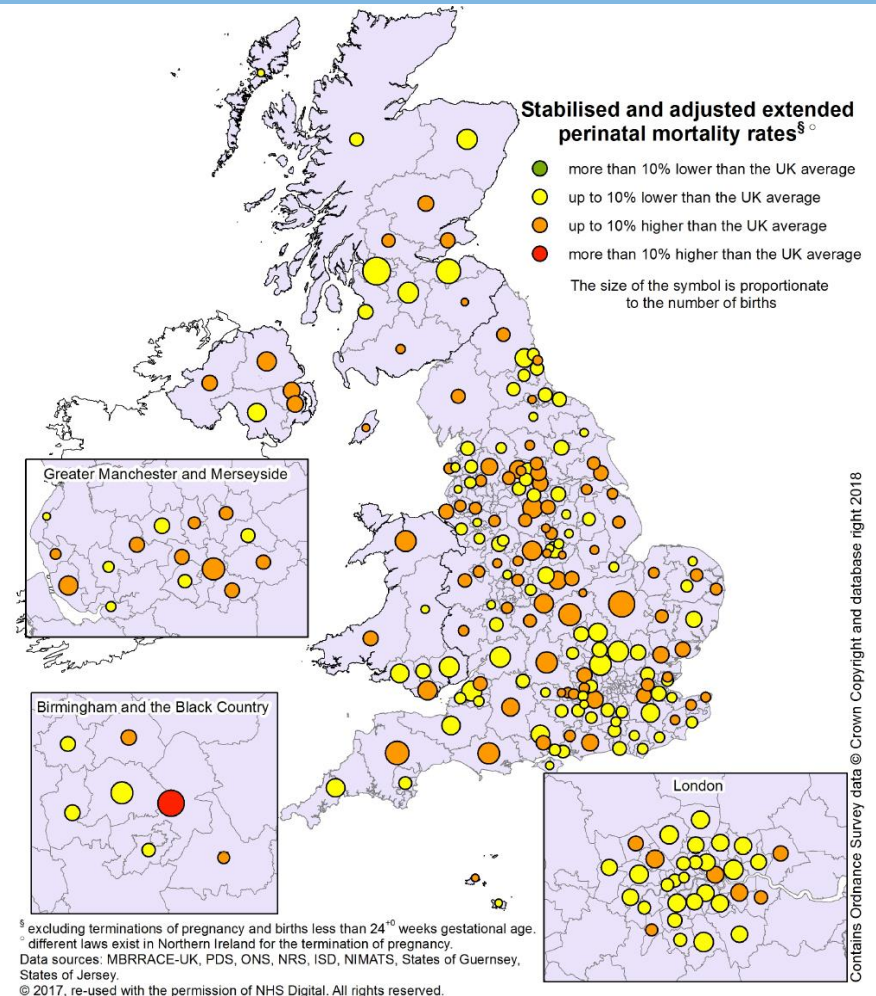 Stabilised and adjusted extended
perinatal mortality rates§ ○
more than 10% lower than the UK average
up to 10% lower than the UK average
up to 10% higher than the UK average
more than 10% higher than the UK average
The size of the symbol is proportionate
to the number of births
Greater Manchester and Merseyside
Birmingham and the Black Country
London
Contains Ordnance Survey data © Crown Copyright and database right 2018
§ excluding terminations of pregnancy and births less than 24+0 weeks gestational age.
○ different laws exist in Northern Ireland for the termination of pregnancy.
Data sources: MBRRACE-UK, PDS, ONS, NRS, ISD, NIMATS, States of Guernsey,
States of Jersey.
© 2017, re-used with the permission of NHS Digital. All rights reserved.